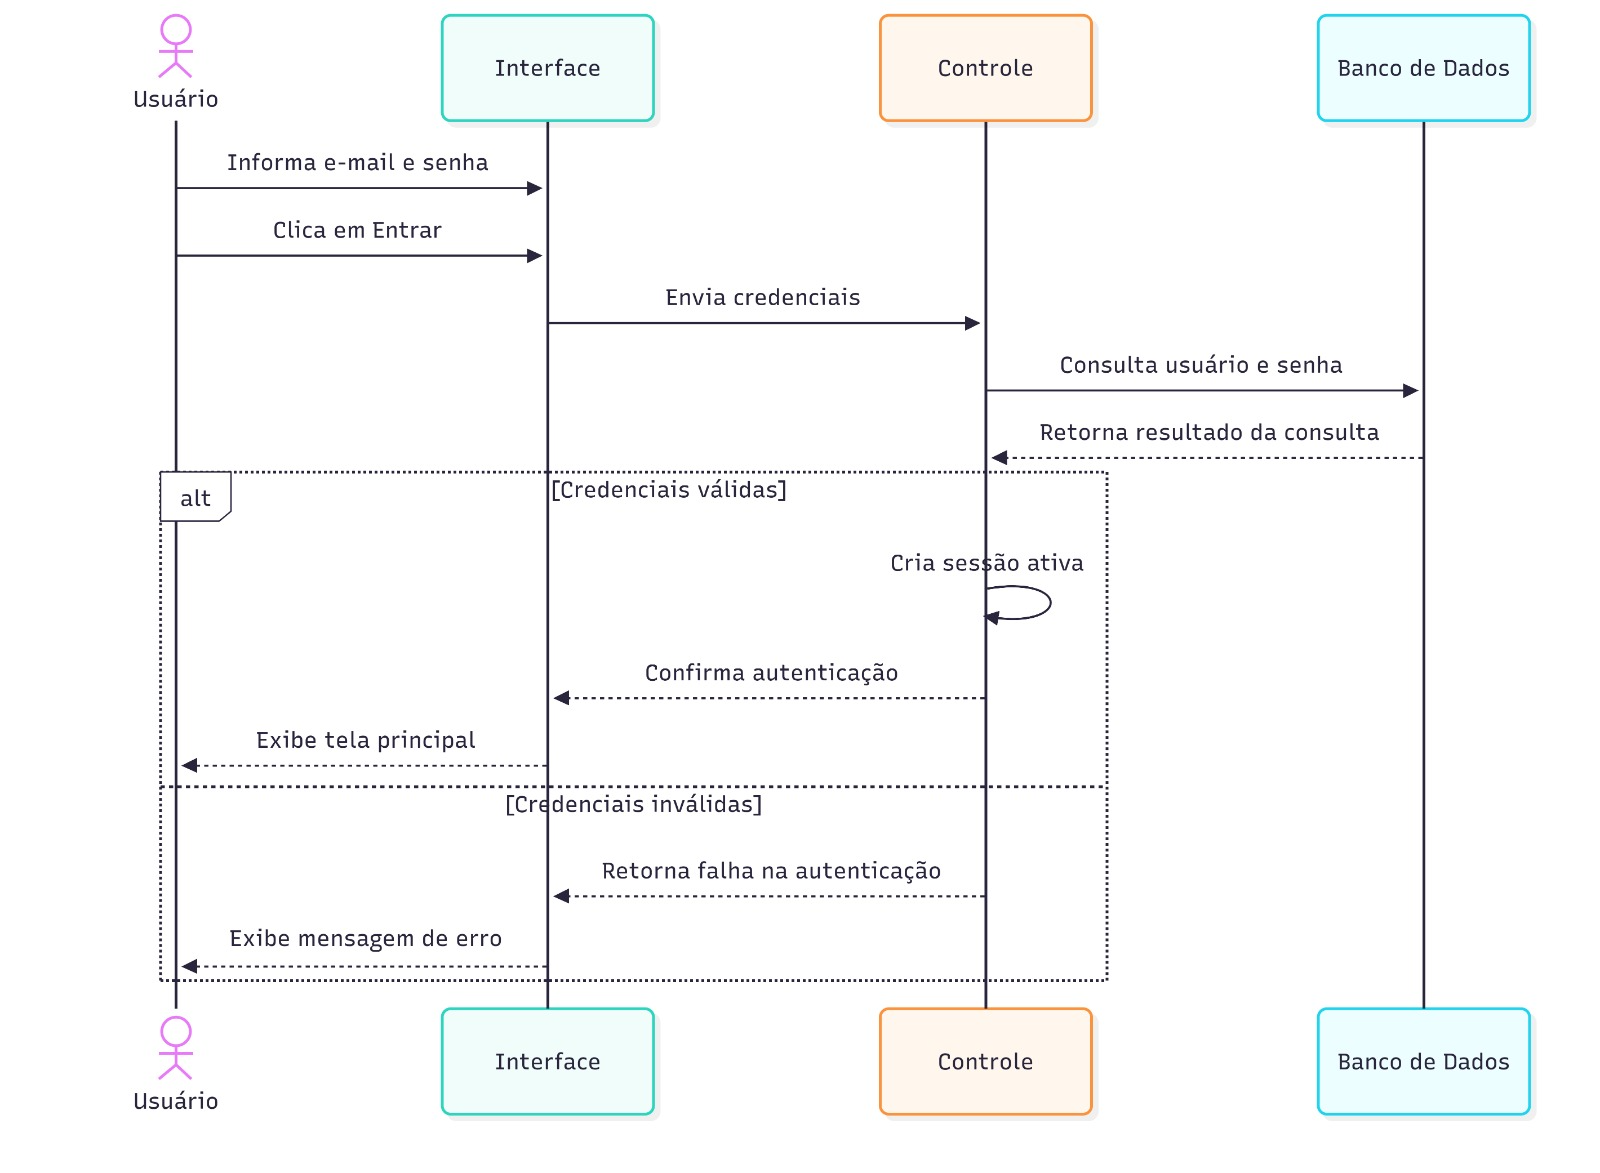 Usuário
Interface
Controle
Banco de Dados
Informa e-mail e senha
Clica em Entrar
Envia credenciais
Consulta usuário e senha
Retorna resultado da consulta
alt
[Credenciais válidas]
Cria sessão ativa
Confirma autenticação
Exibe tela principal
[Credenciais inválidas]
Retorna falha na autenticação
Exibe mensagem de erro
Usuário
Interface
Controle
Banco de Dados